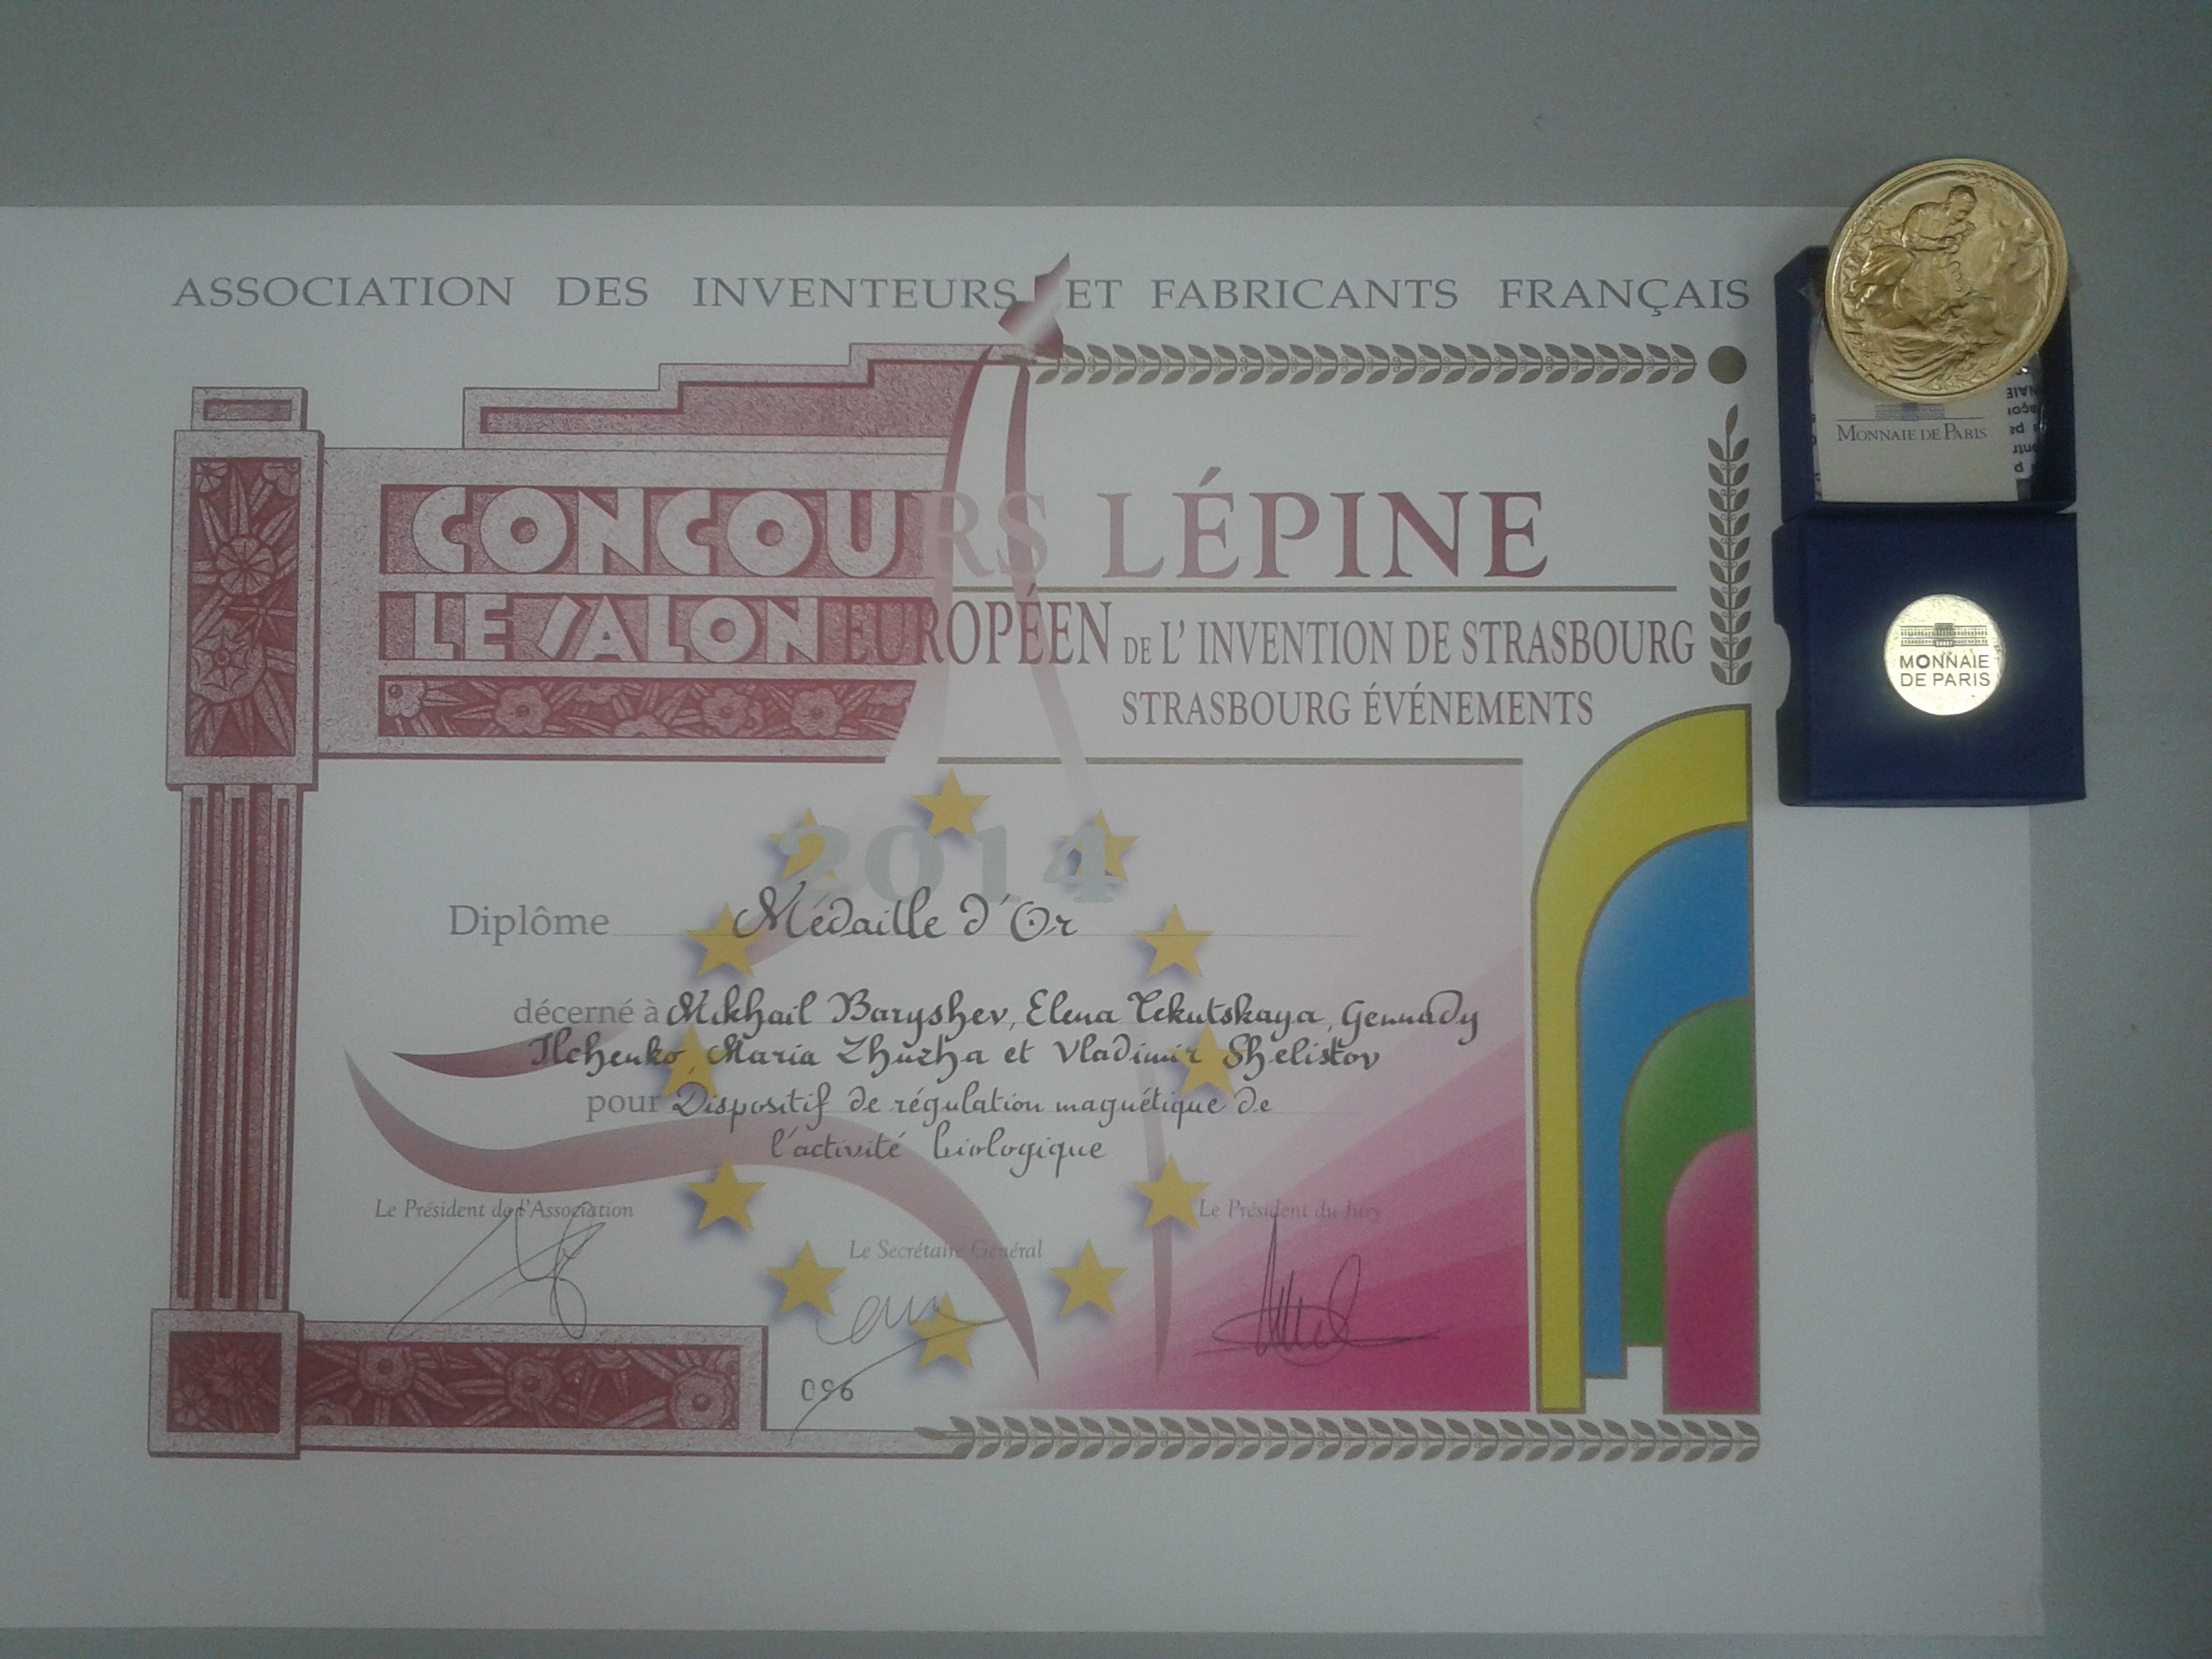 ASSOCIATION DES INVENTEURS ET FABRICANTS FRANÇAIS
CONCOURS LÉPINE
LE SALON EUROPÉEN DE L' INVENTION DE STRASBOURG
STRASBOURG ÉVÉNEMENTS
2014
Diplôme Médaille d'Or
décerné à Mikhail Baryshev, Elena Tekutskaya, Gennady
Ilchenko, Maria Zhuzha et Vladimir Shelistov
pour Dispositif de régulation magnétique de
l'activité biologique
Le Président de l'Association
Le Président du Jury
Le Secrétaire Général
096
MONNAIE DE PARIS
MONNAIE
DE PARIS